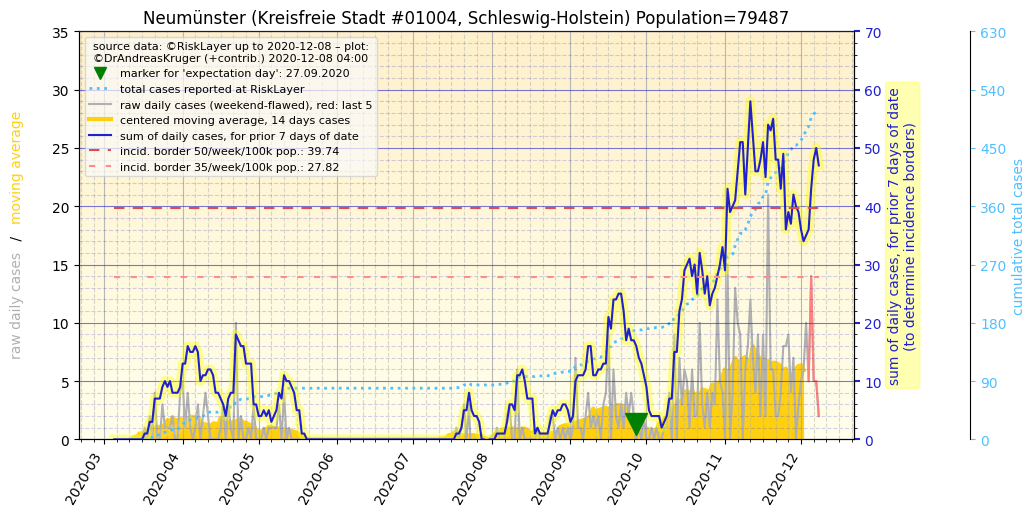 Neumünster (Kreisfreie Stadt #01004, Schleswig-Holstein) Population=79487
source data: ©RiskLayer up to 2020-12-08 – plot:
©DrAndreasKruger (+contrib.) 2020-12-08 04:00
marker for 'expectation day': 27.09.2020
total cases reported at RiskLayer
raw daily cases (weekend-flawed), red: last 5
centered moving average, 14 days cases
sum of daily cases, for prior 7 days of date
incid. border 50/week/100k pop.: 39.74
incid. border 35/week/100k pop.: 27.82
raw daily cases / moving average
35
30
25
20
15
10
5
0
2020-03
2020-04
2020-05
2020-06
2020-07
2020-08
2020-09
2020-10
2020-11
2020-12
70
60
50
40
30
20
10
0
sum of daily cases, for prior 7 days of date
(to determine incidence borders)
630
540
450
360
270
180
90
0
cumulative total cases